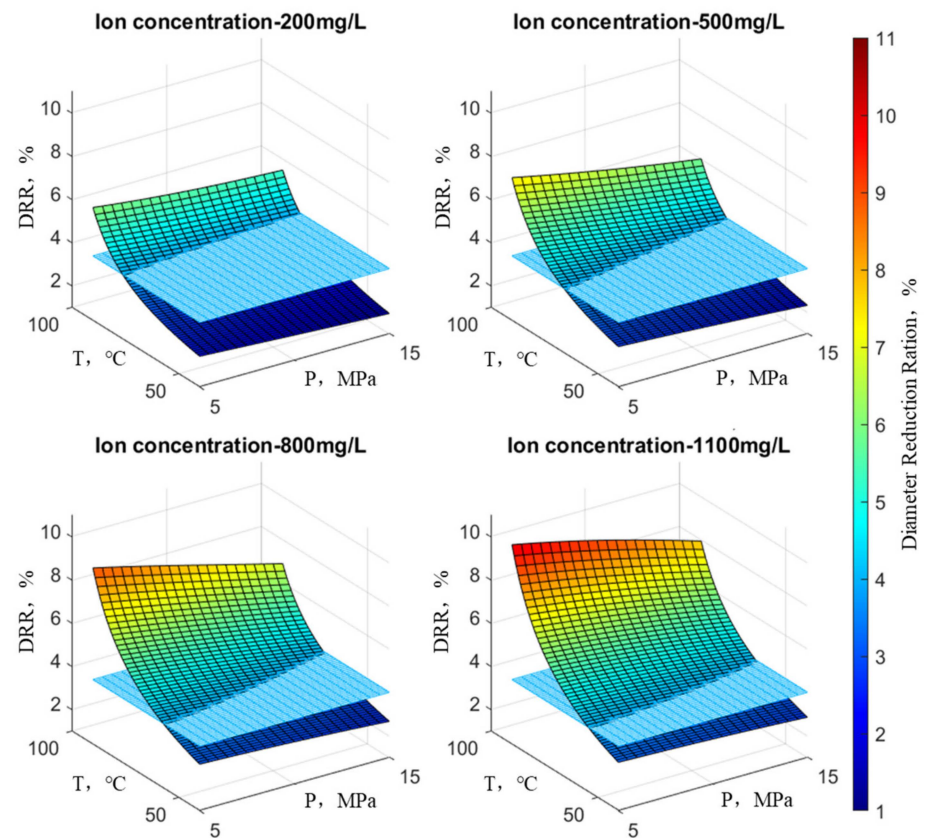 Ion concentration-200mg/L
10
8
6
4
2
DRR，%
100
50
T，℃
5
15
P，MPa
Ion concentration-500mg/L
10
8
6
4
2
DRR，%
100
50
T，℃
5
15
P，MPa
Ion concentration-800mg/L
10
8
6
4
2
DRR，%
100
50
T，℃
5
15
P，MPa
Ion concentration-1100mg/L
10
8
6
4
2
DRR，%
100
50
T，℃
5
15
P，MPa
11
10
9
8
7
6
5
4
3
2
1
Diameter Reduction Ration，%